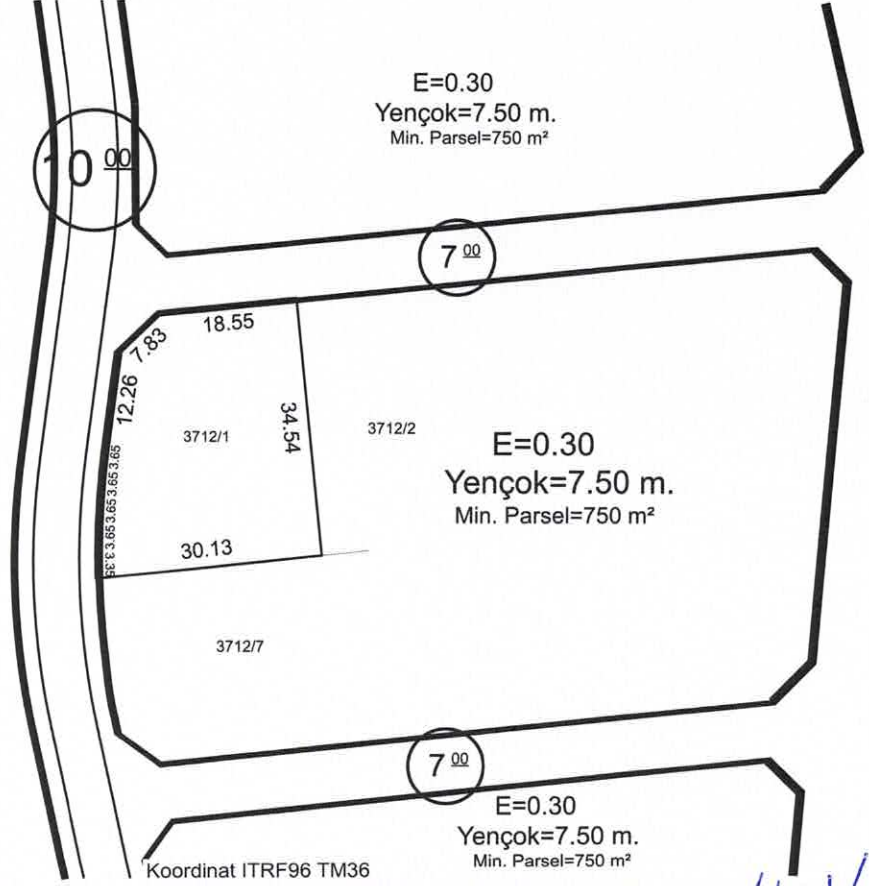 E=0.30
Yençok=7.50 m.
Min. Parsel=750 m²
10 00
7 00
18.55
7.83
12.26
34.54
3712/1
3712/2
E=0.30
Yençok=7.50 m.
Min. Parsel=750 m²
3.65
3.65
3.65
3.65
3.65
30.13
3712/7
7 00
E=0.30
Yençok=7.50 m.
Min. Parsel=750 m²
Koordinat ITRF96 TM36